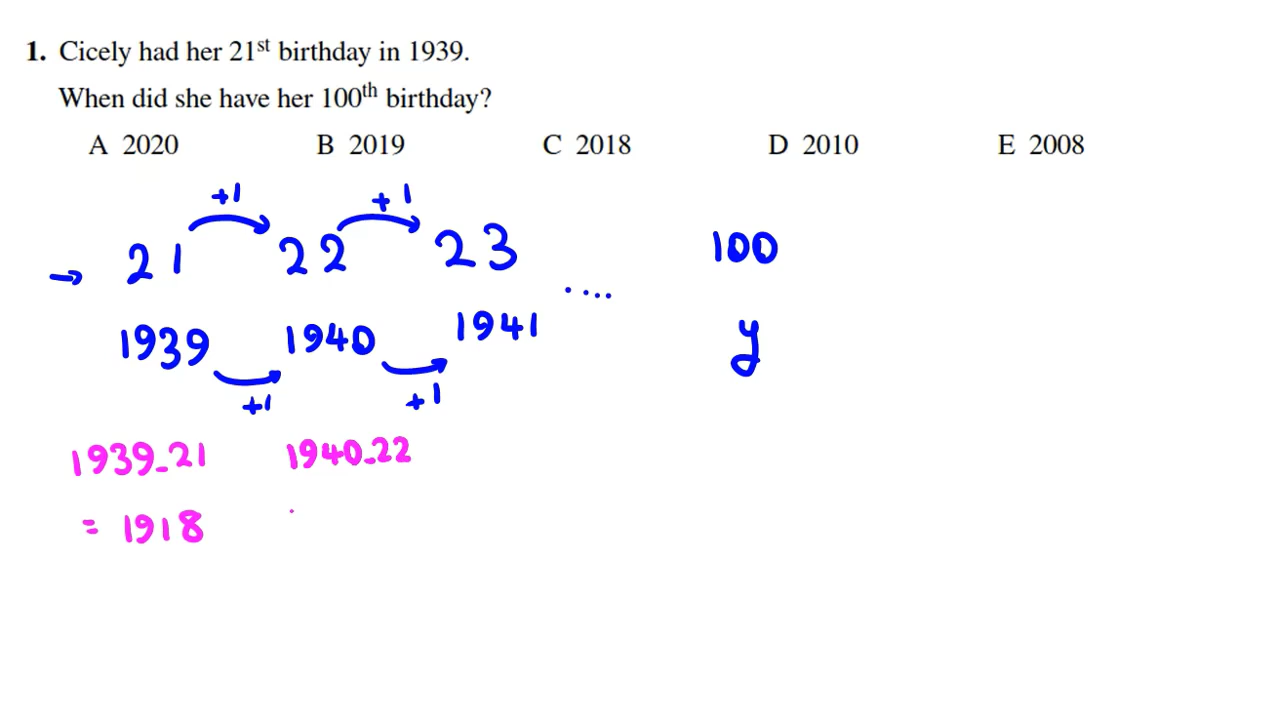 1. Cicely had her 21st birthday in 1939.
When did she have her 100th birthday?
A 2020 B 2019 C 2018 D 2010 E 2008
+1 +1
→ 21 22 23 .... 100
1939 1940 1941 y
+1 +1
1939-21 1940-22
= 1918